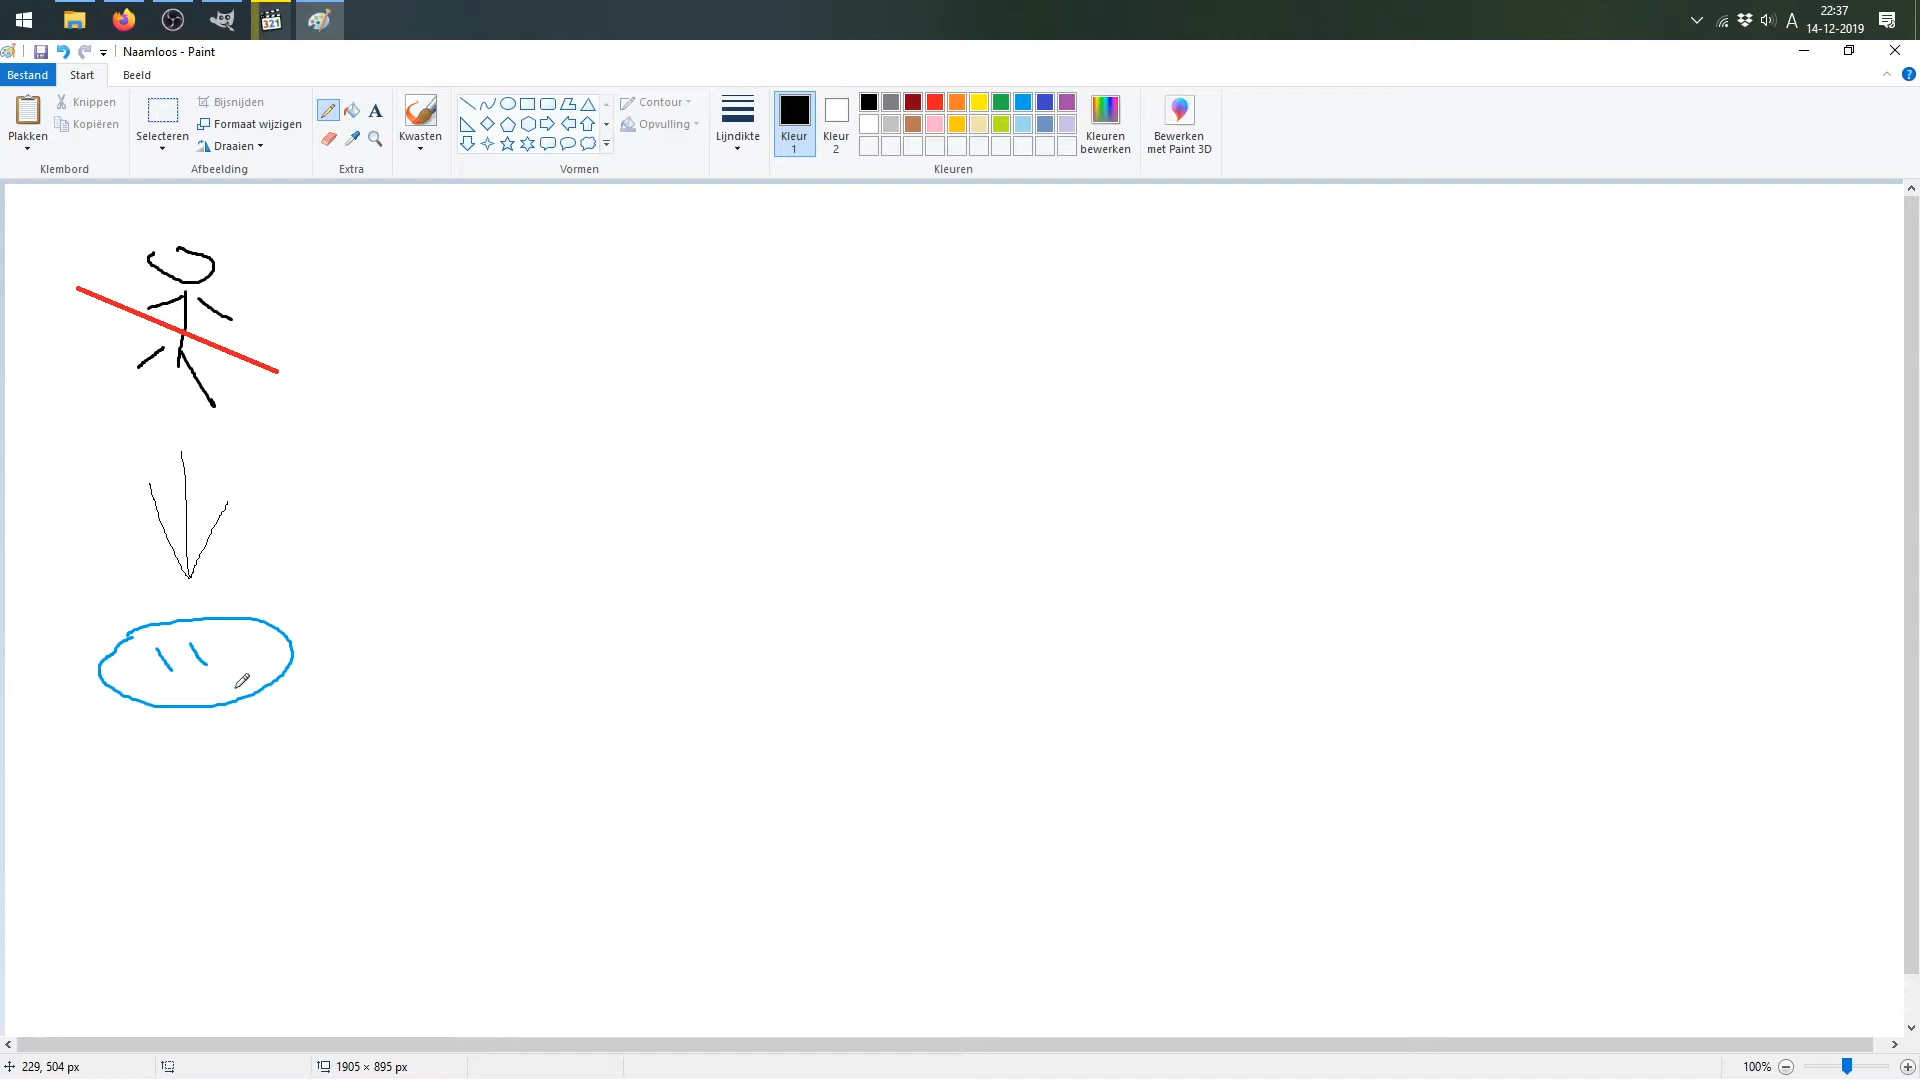 22:37
A
14-12-2019
321
Naamloos - Paint
Bestand Start Beeld
Plakken
Knippen
Kopiëren
Klembord
Selecteren
Bijsnijden
Formaat wijzigen
Draaien
Afbeelding
A
Extra
Kwasten
Contour
Opvulling
Vormen
Lijndikte
Kleur
1
Kleur
2
Kleuren
bewerken
Kleuren
Bewerken
met Paint 3D
229, 504 px
1905 × 895 px
100%